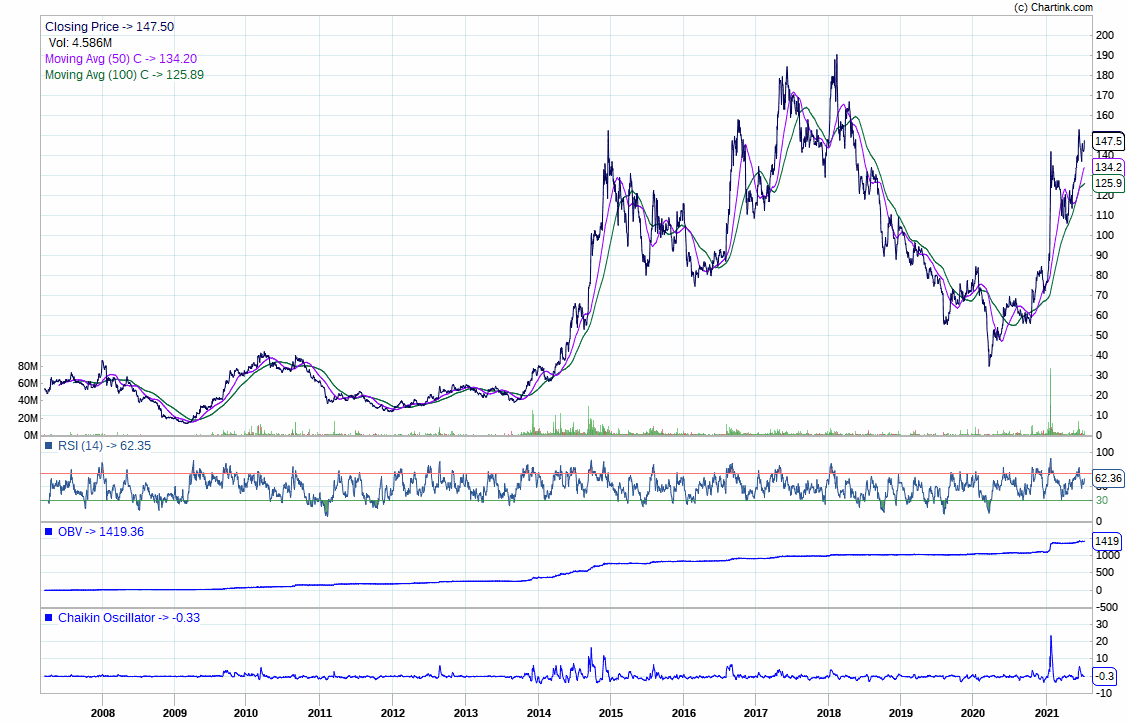 (c) Chartink.com
Closing Price -> 147.50
Vol: 4.586M
Moving Avg (50) C -> 134.20
Moving Avg (100) C -> 125.89
200
190
180
170
160
147.5
140
134.2
125.9
120
110
100
90
80
70
60
50
40
30
20
10
0
80M
60M
40M
20M
0M
RSI (14) -> 62.35
100
62.36
30
0
OBV -> 1419.36
1419
1000
500
0
-500
Chaikin Oscillator -> -0.33
30
20
10
-0.3
-10
2008 2009 2010 2011 2012 2013 2014 2015 2016 2017 2018 2019 2020 2021